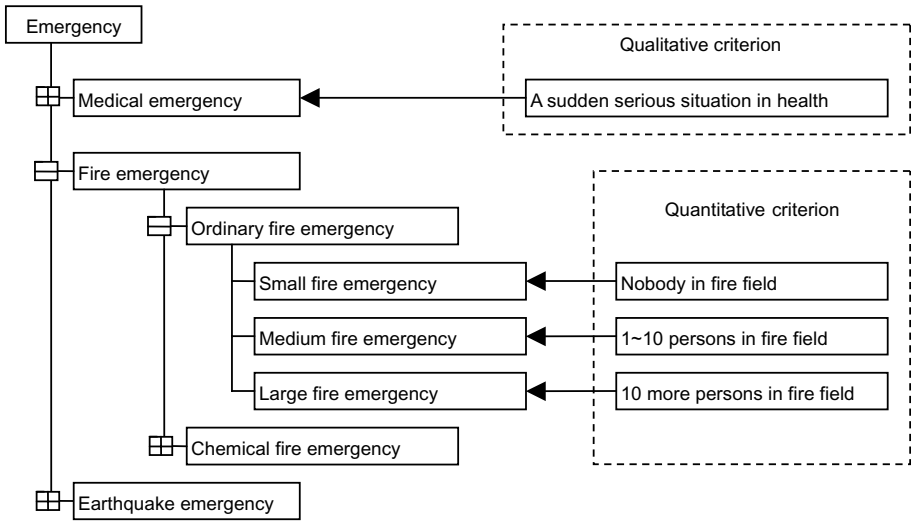 Emergency
Qualitative criterion
Medical emergency
A sudden serious situation in health
Fire emergency
Quantitative criterion
Ordinary fire emergency
Small fire emergency
Nobody in fire field
Medium fire emergency
1~10 persons in fire field
Large fire emergency
10 more persons in fire field
Chemical fire emergency
Earthquake emergency